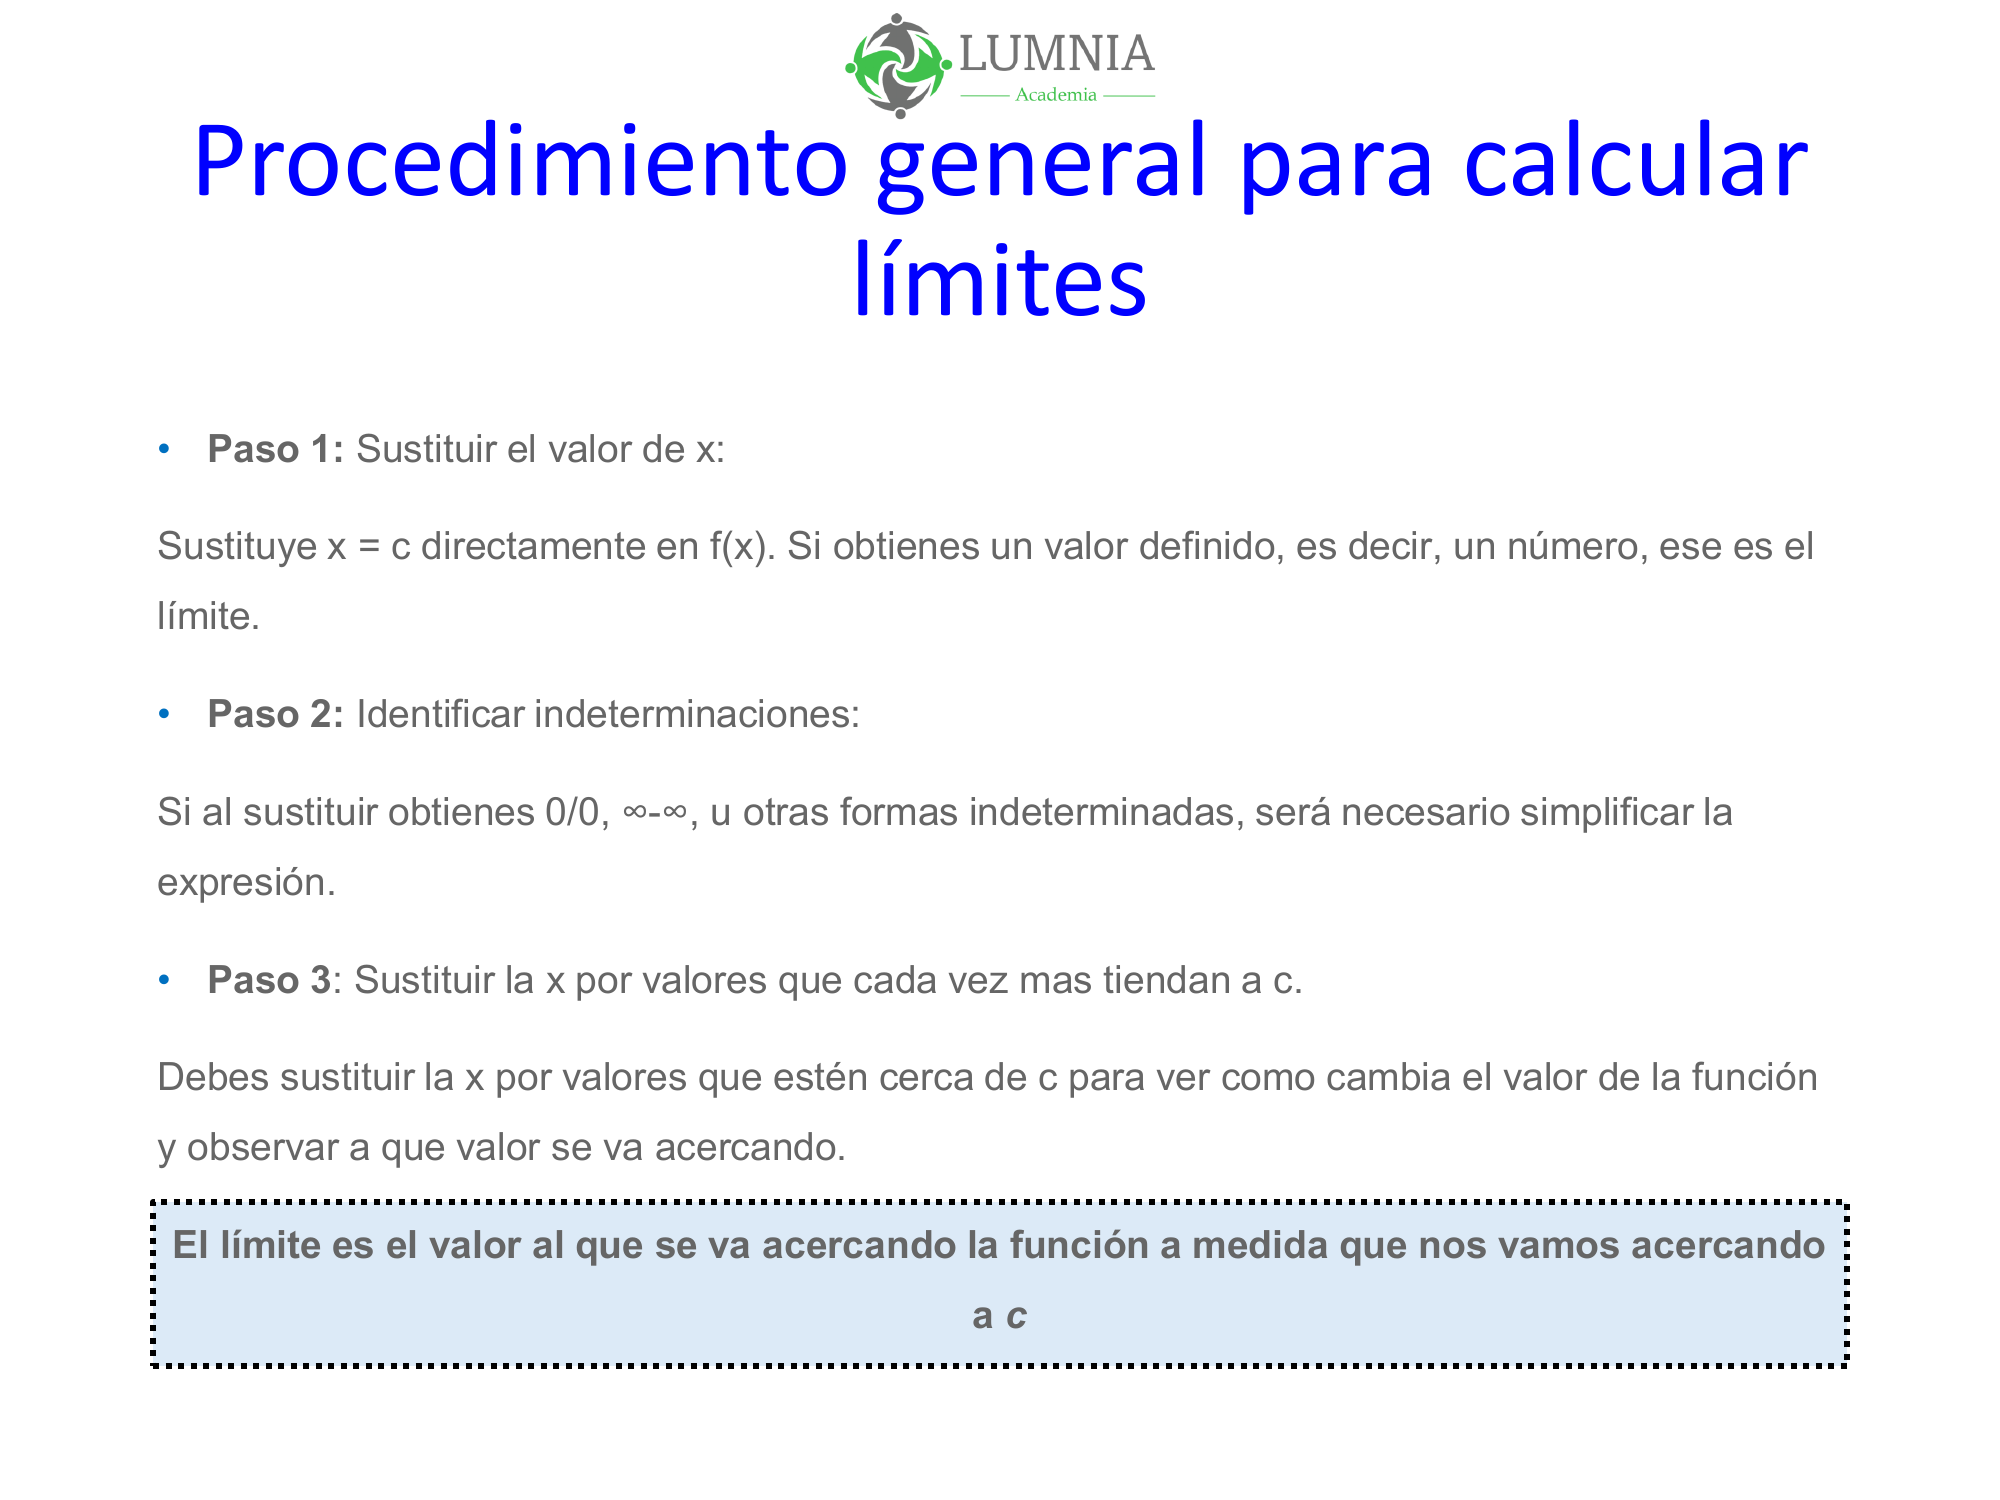 LUMNIA
Academia
Procedimiento general para calcular
límites
• Paso 1: Sustituir el valor de x:
Sustituye x = c directamente en f(x). Si obtienes un valor definido, es decir, un número, ese es el
límite.
• Paso 2: Identificar indeterminaciones:
Si al sustituir obtienes 0/0, ∞-∞, u otras formas indeterminadas, será necesario simplificar la
expresión.
• Paso 3: Sustituir la x por valores que cada vez mas tiendan a c.
Debes sustituir la x por valores que estén cerca de c para ver como cambia el valor de la función
y observar a que valor se va acercando.
El límite es el valor al que se va acercando la función a medida que nos vamos acercando
a c